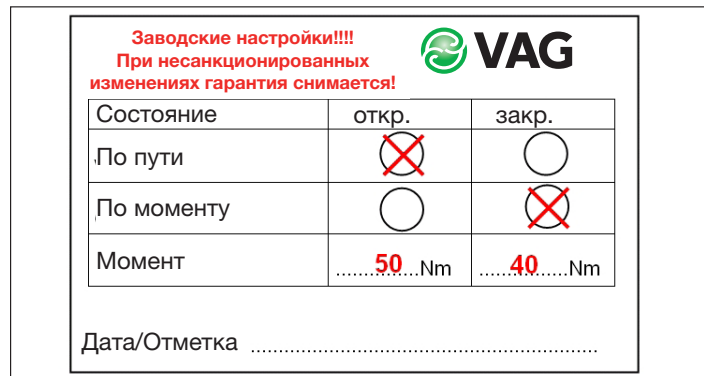 Заводские настройки!!!!
При несанкционированных
изменениях гарантия снимается!
VAG
Состояние откр. закр.
По пути
По моменту
Момент ..........50.....Nm .....40........Nm
Дата/Отметка ..........................................................